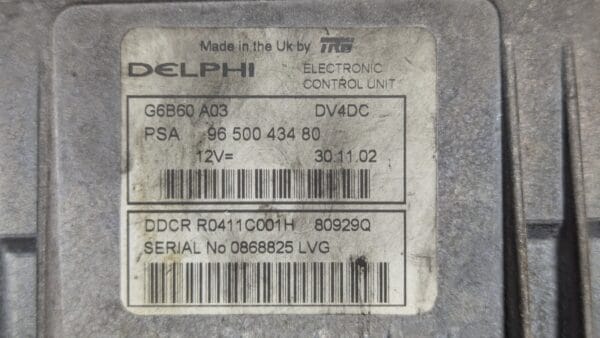 Made in the Uk by TRW
DELPHI ELECTRONIC
CONTROL UNIT
G6B60 A03 DV4DC
PSA 96 500 434 80
12V= 30.11.02
DDCR R0411C001H 80929Q
SERIAL No 0868825 LVG